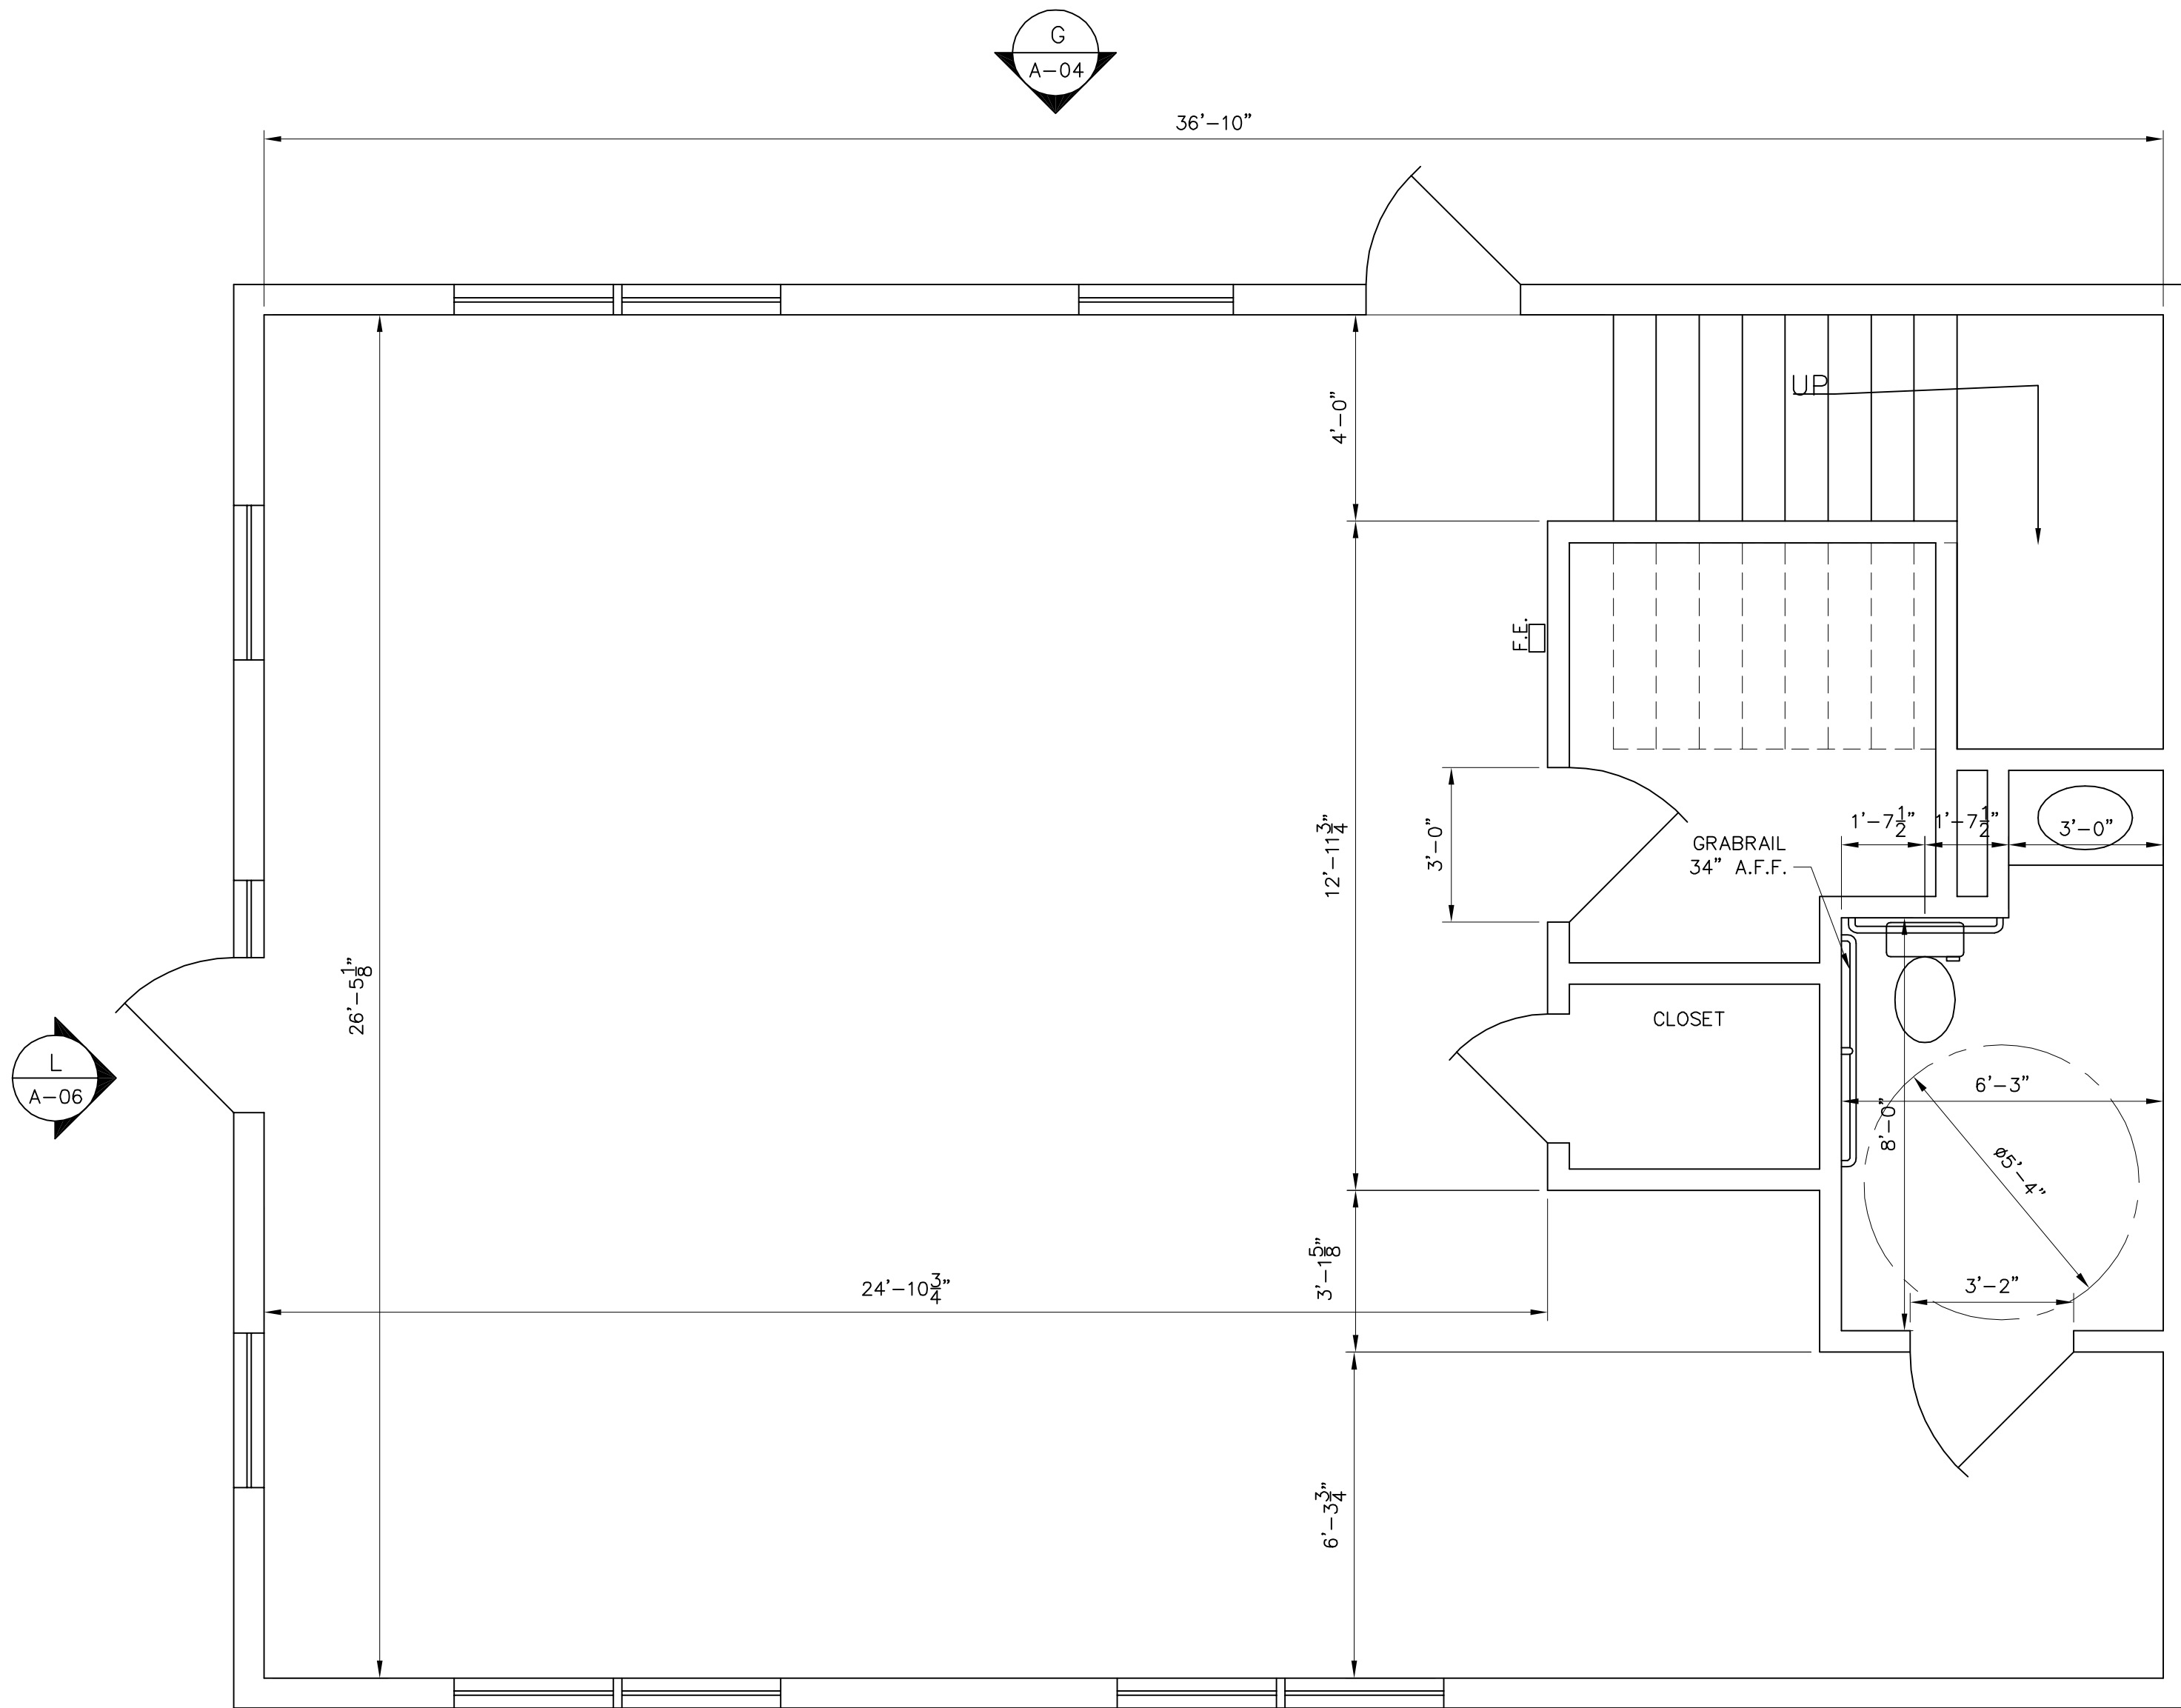 G
A-04
36'-10"
UP
4'-0"
F.E.
12'-11 3/4"
3'-0"
1'-7 1/2"
1'-7 1/2"
3'-0"
GRABRAIL
34" A.F.F.
26'-5 1/8"
CLOSET
L
A-06
6'-3"
8'-0"
ø5'-4"
3'-1 5/8"
24'-10 3/4"
3'-2"
6'-3 3/4"